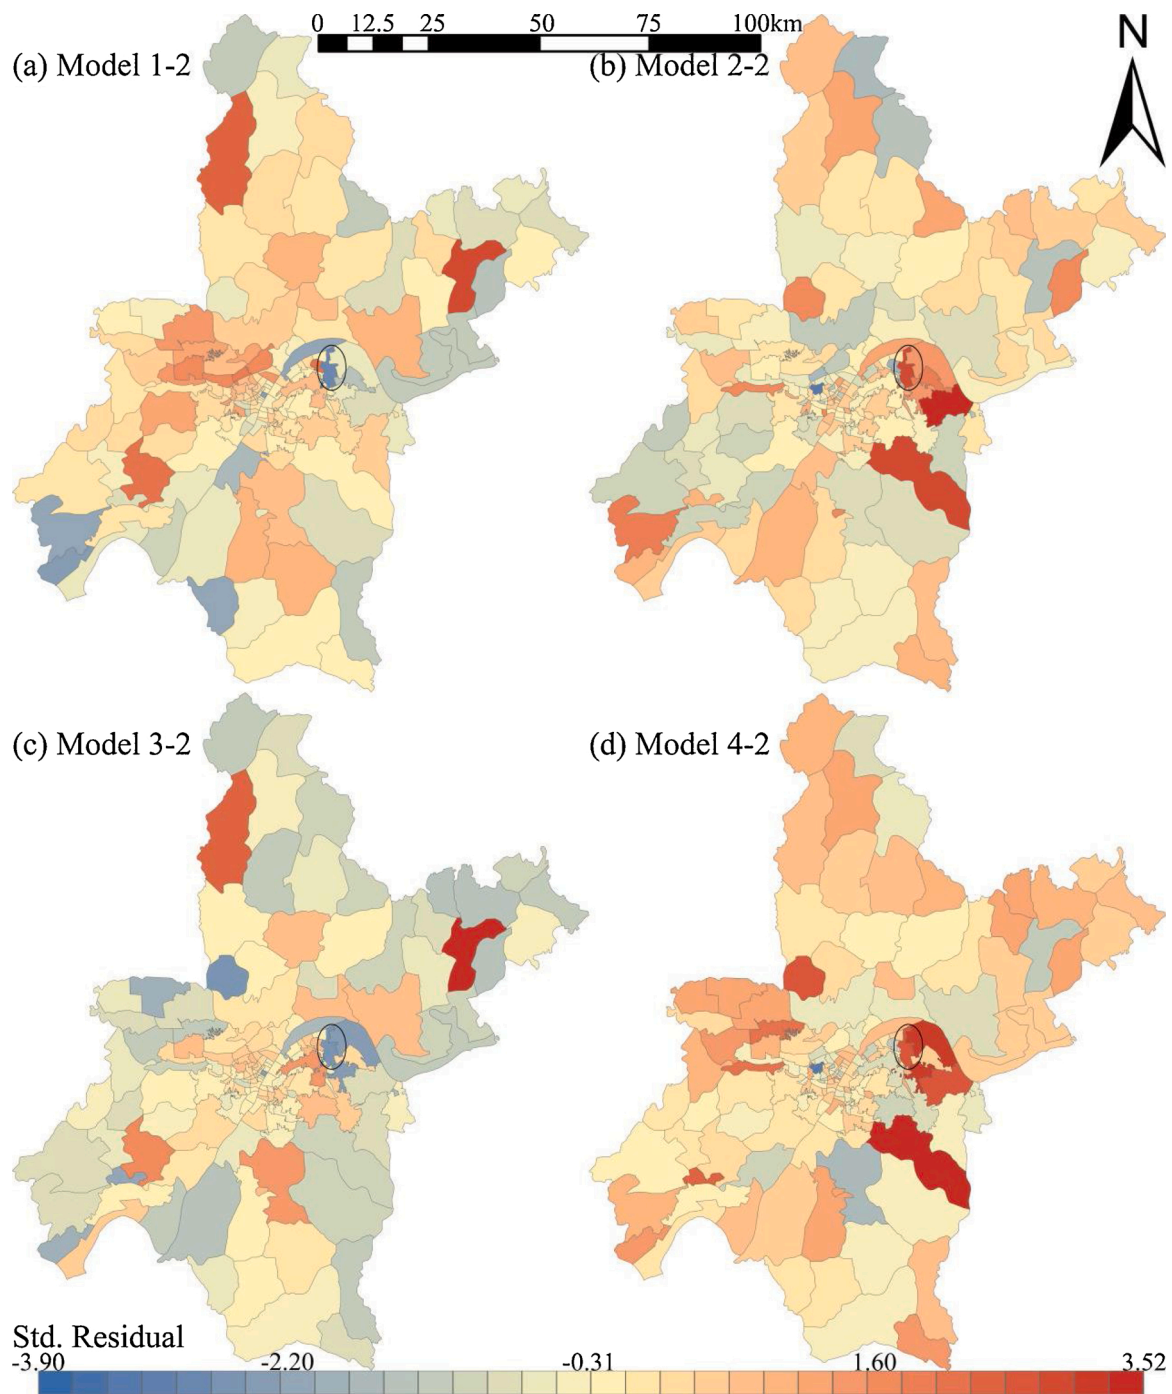 0 12.5 25 50 75 100km
N
(a) Model 1-2
(b) Model 2-2
(c) Model 3-2
(d) Model 4-2
Std. Residual
-3.90 -2.20 -0.31 1.60 3.52